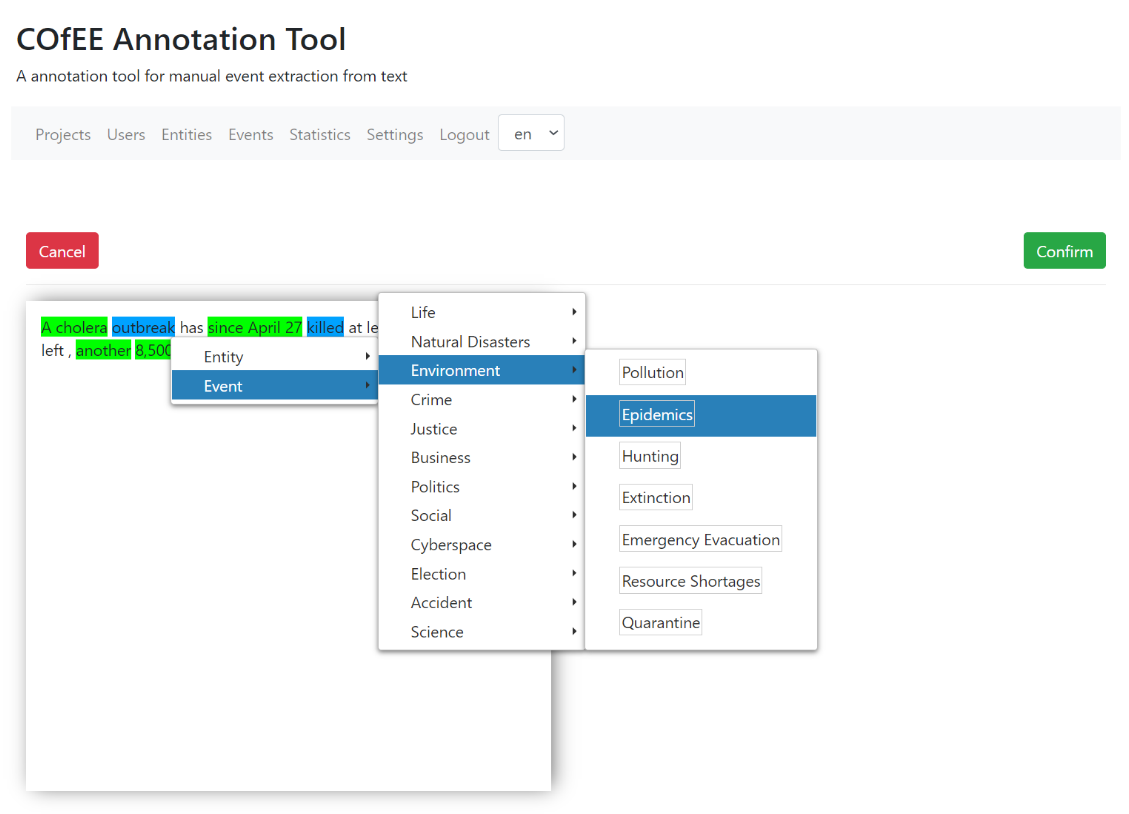 COfEE Annotation Tool
A annotation tool for manual event extraction from text
Projects Users Entities Events Statistics Settings Logout en
Cancel
Confirm
A cholera outbreak has since April 27 killed at le
left , another 8,500
Entity
Event
Life
Natural Disasters
Environment
Crime
Justice
Business
Politics
Social
Cyberspace
Election
Accident
Science
Pollution
Epidemics
Hunting
Extinction
Emergency Evacuation
Resource Shortages
Quarantine